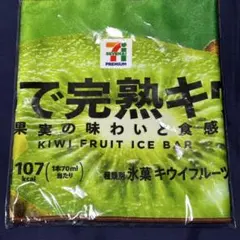 7
ELEVEN
PREMIUM
で完熟キウ
果実の味わいと食感
KIWI FRUIT ICE BAR
107 kcal 1本70ml当たり 種類別 氷菓 キウイフルーツ